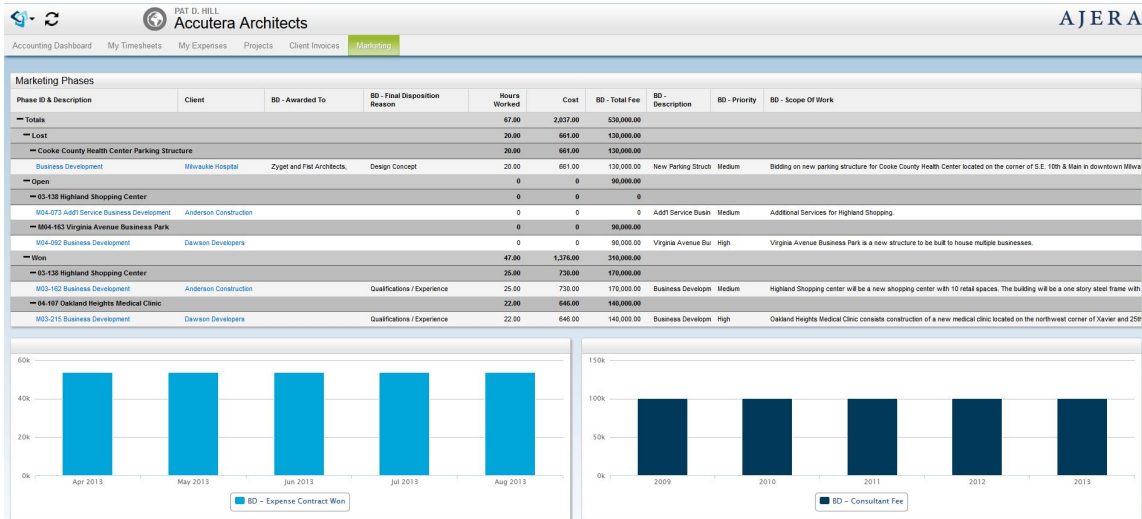 PAT D. HILL
Accutera Architects
AJERA
Accounting Dashboard My Timesheets My Expenses Projects Client Invoices Marketing
Marketing Phases
Phase ID & Description Client BD - Awarded To BD - Final Disposition Reason Hours Worked Cost BD - Total Fee BD - Description BD - Priority BD - Scope Of Work
Totals 67.00 2,037.00 530,000.00
Lost 20.00 661.00 130,000.00
Cooke County Health Center Parking Structure 20.00 661.00 130,000.00
Business Development Milwaukie Hospital Zyget and Fist Architects, Design Concept 20.00 661.00 130,000.00 New Parking Struct Medium Bidding on new parking structure for Cooke County Health Center located on the corner of S.E. 10th & Main in downtown Milwa
Open 0 0 90,000.00
03-138 Highland Shopping Center 0 0 0
M04-073 Add'l Service Business Development Anderson Construction 0 0 0 Add'l Service Busin Medium Additional Services for Highland Shopping.
M04-163 Virginia Avenue Business Park 0 0 90,000.00
M04-092 Business Development Dawson Developers 0 0 90,000.00 Virginia Avenue Bu: High Virginia Avenue Business Park is a new structure to be built to house multiple businesses.
Won 47.00 1,376.00 310,000.00
03-138 Highland Shopping Center 25.00 730.00 170,000.00
M03-162 Business Development Anderson Construction Qualifications / Experience 25.00 730.00 170,000.00 Business Developm Medium Highland Shopping center will be a new shopping center with 10 retail spaces. The building will be a one story steel frame with
04-107 Oakland Heights Medical Clinic 22.00 646.00 140,000.00
M03-215 Business Development Dawson Developers Qualifications / Experience 22.00 646.00 140,000.00 Business Developm High Oakland Heights Medical Clinic consists construction of a new medical clinic located on the northwest corner of Xavier and 25th
60k
40k
20k
0k
Apr 2013 May 2013 Jun 2013 Jul 2013 Aug 2013
BD - Expense Contract Won
150k
100k
50k
0k
2009 2010 2011 2012 2013
BD - Consultant Fee